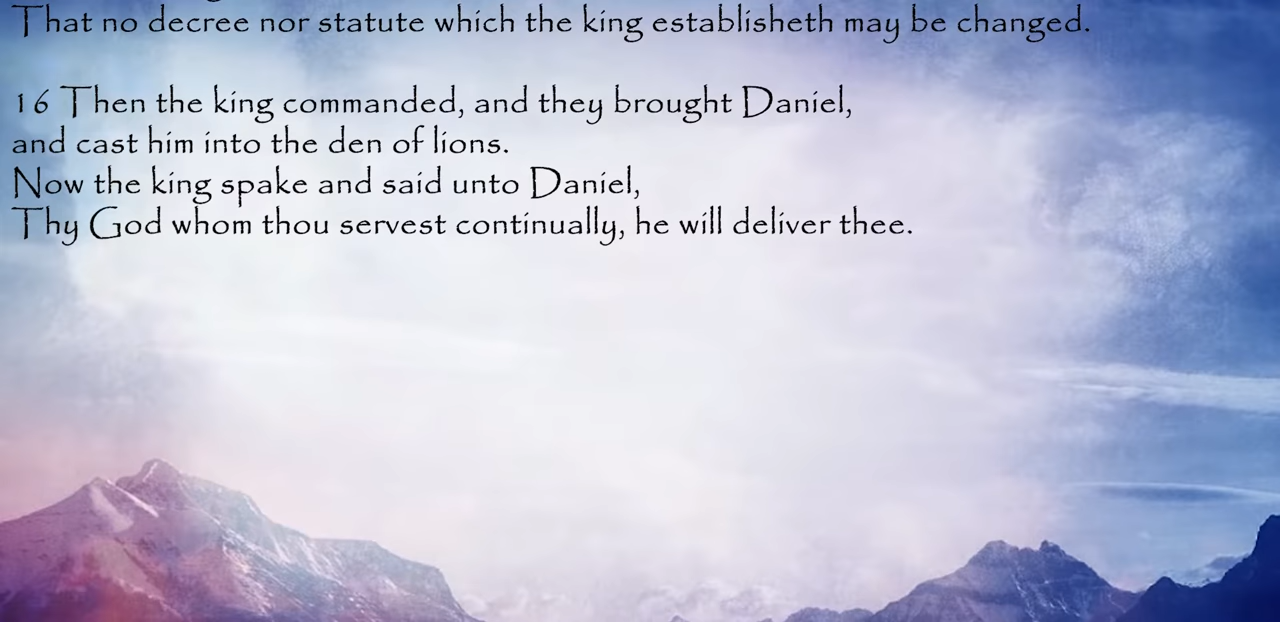 That no decree nor statute which the king establisheth may be changed.
16 Then the king commanded, and they brought Daniel,
and cast him into the den of lions.
Now the king spake and said unto Daniel,
Thy God whom thou servest continually, he will deliver thee.